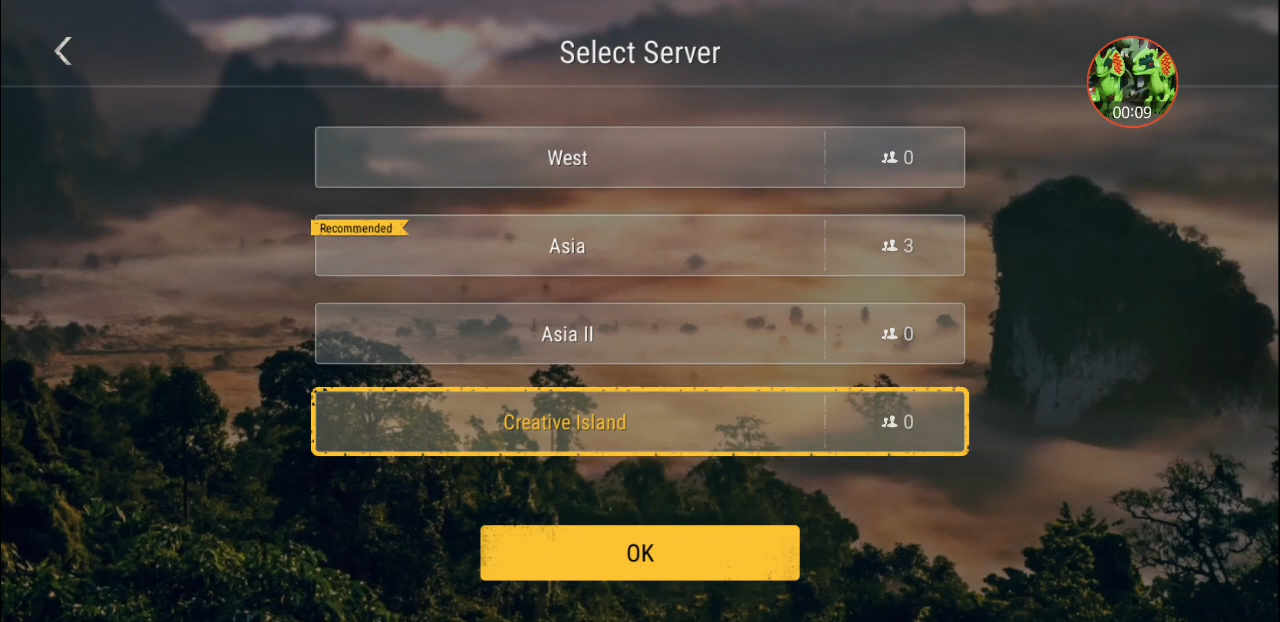 Select Server
00:09
West 0
Recommended
Asia 3
Asia II 0
Creative Island 0
OK